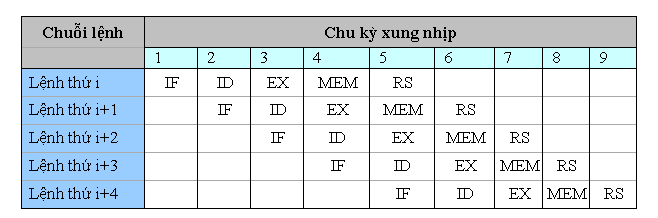 Chuỗi lệnh Chu kỳ xung nhịp
1 2 3 4 5 6 7 8 9
Lệnh thứ i IF ID EX MEM RS
Lệnh thứ i+1 IF ID EX MEM RS
Lệnh thứ i+2 IF ID EX MEM RS
Lệnh thứ i+3 IF ID EX MEM RS
Lệnh thứ i+4 IF ID EX MEM RS